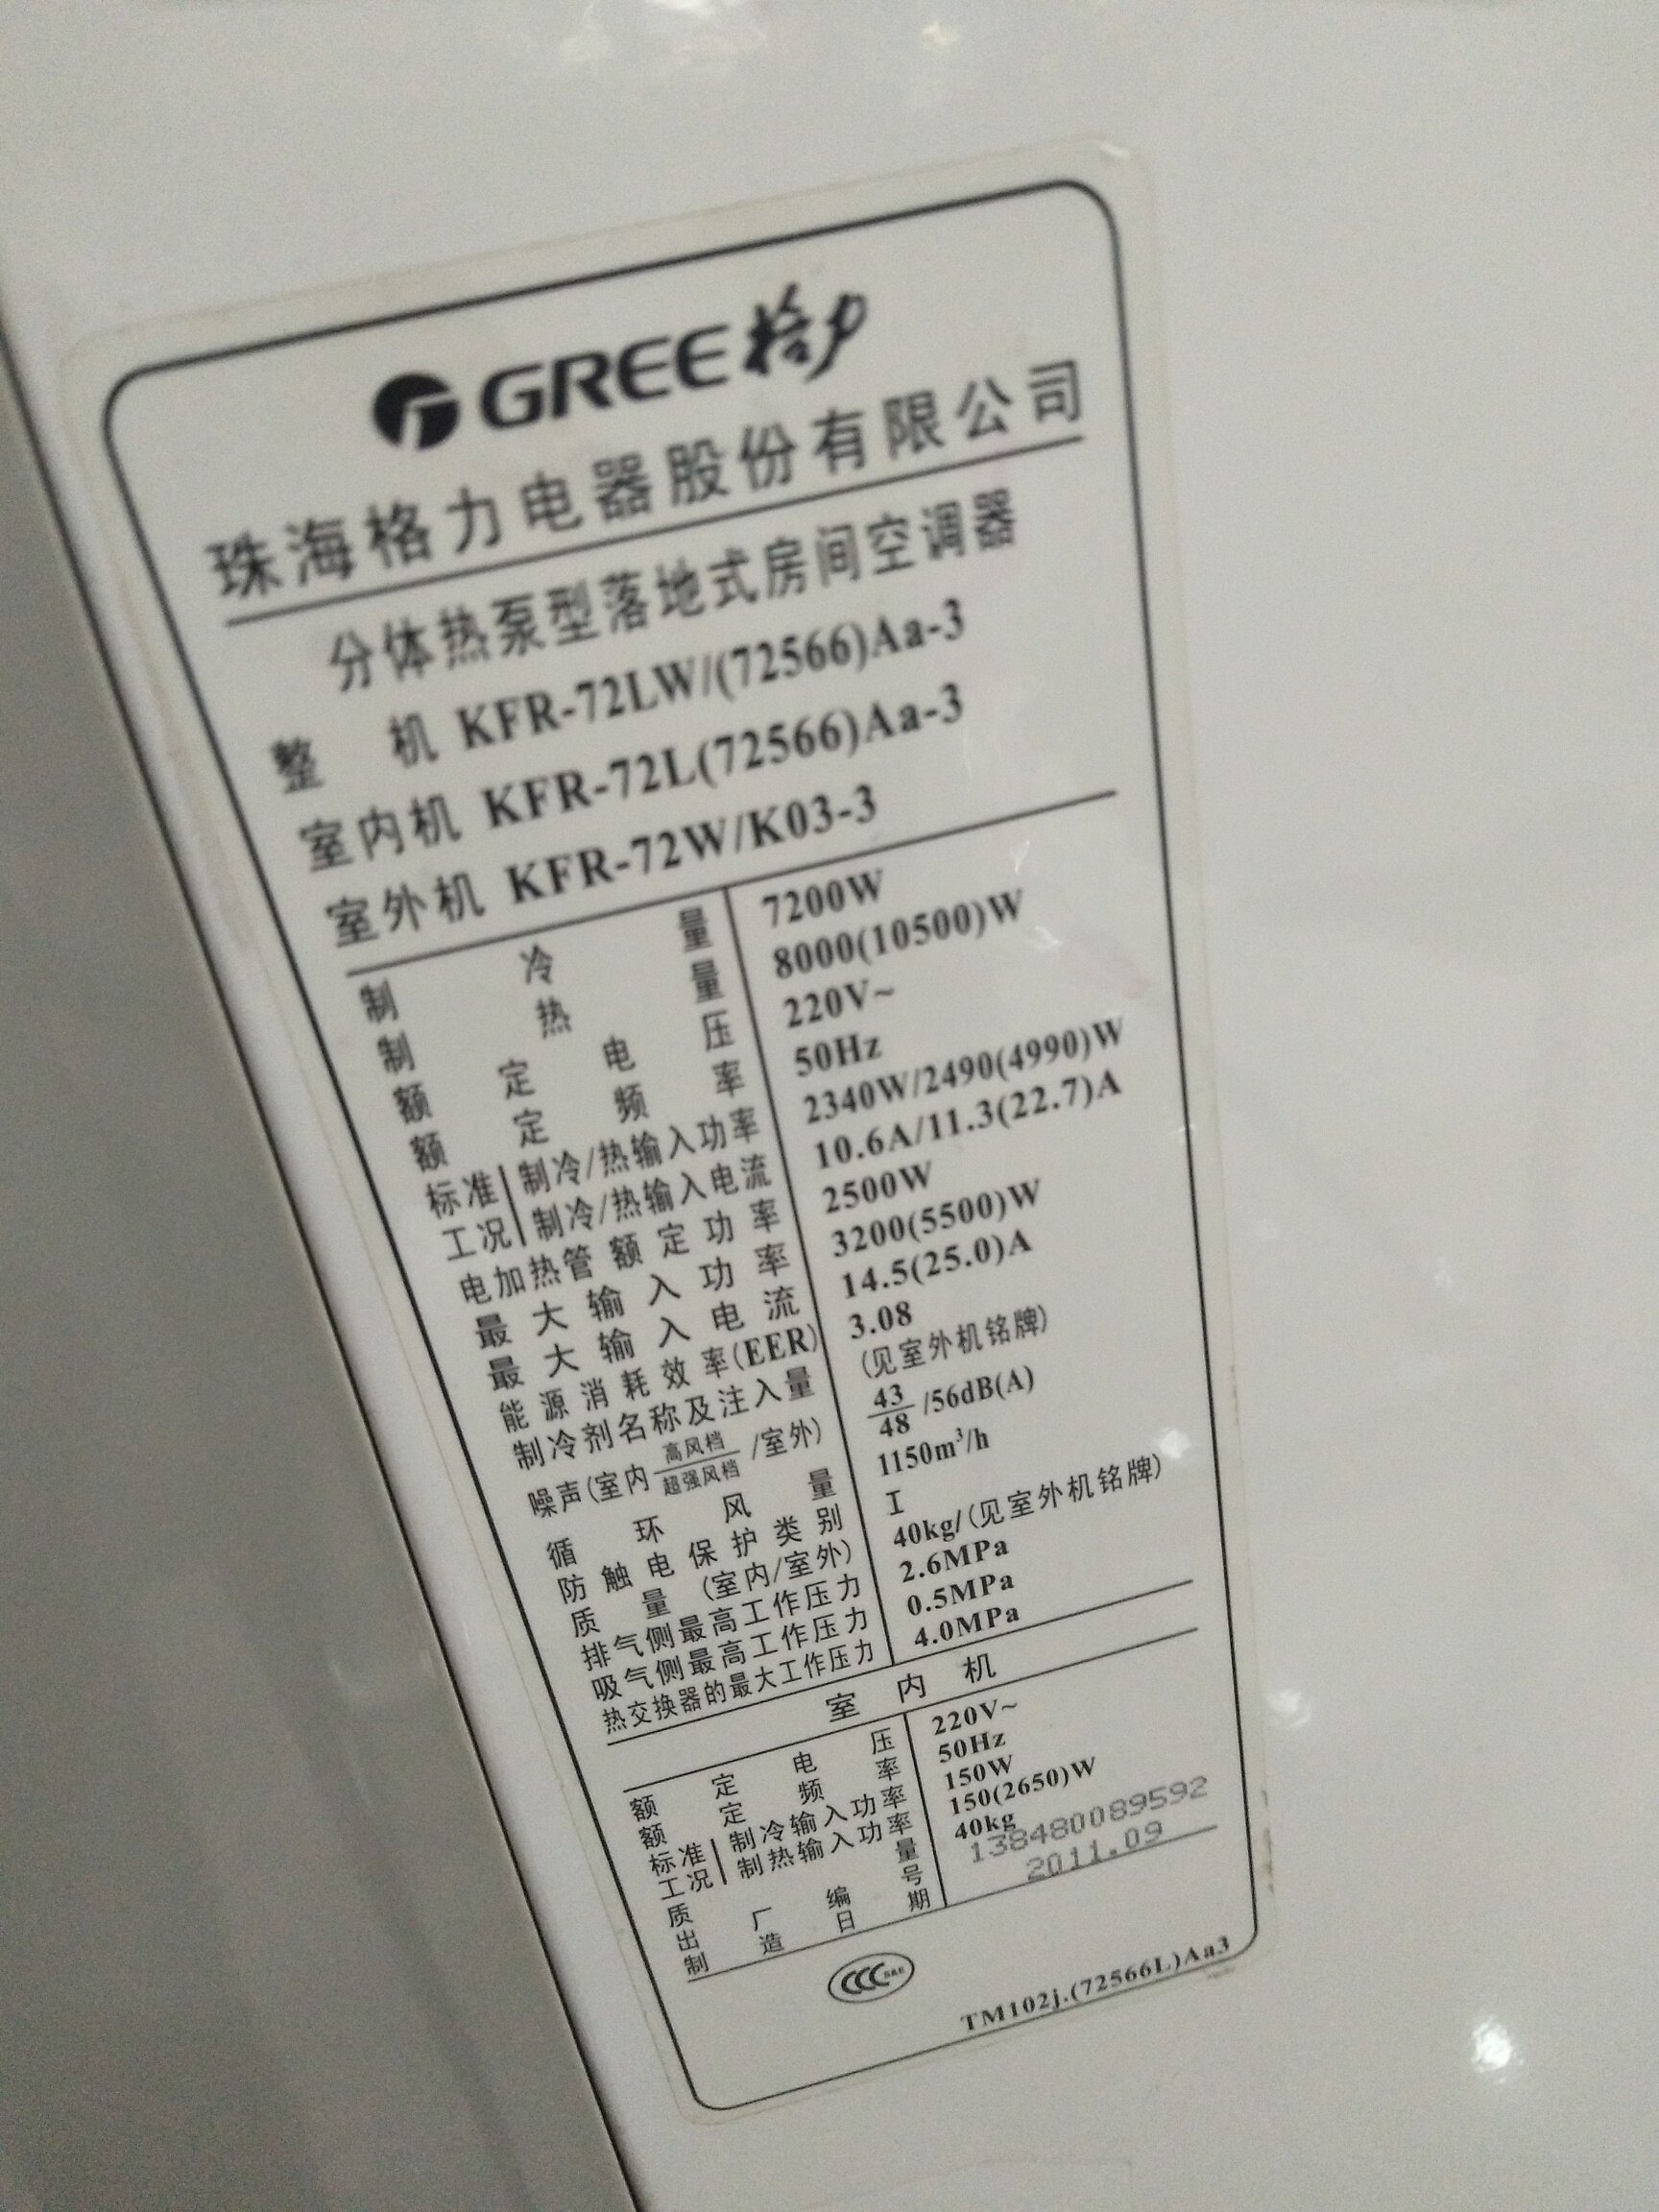 GREE格力
珠海格力电器股份有限公司
分体热泵型落地式房间空调器
整 机 KFR-72LW/(72566)Aa-3
室内机 KFR-72L(72566)Aa-3
室外机 KFR-72W/K03-3
制冷量 7200W
制热量 8000(10500)W
额定电压 220V~
额定频率 50Hz
标准工况 制冷/热输入功率 2340W/2490(4990)W
制冷/热输入电流 10.6A/11.3(22.7)A
电加热管额定功率 2500W
最大输入功率 3200(5500)W
最大输入电流 14.5(25.0)A
能源消耗效率(EER) 3.08
制冷剂名称及注入量 (见室外机铭牌)
噪声(室内 高风档/超强风档 /室外) 43/48 /56dB(A)
循环风量 1150m³/h
防触电保护类别 I
质量(室内/室外) 40kg/(见室外机铭牌)
排气侧最高工作压力 2.6MPa
吸气侧最高工作压力 0.5MPa
热交换器的最大工作压力 4.0MPa
室内机
额定电压 220V~
额定频率 50Hz
标准工况 制冷输入功率 150W
制热输入功率 150(2650)W
质量 40kg
出厂编号 138480089592
制造日期 2011.09
CCC
TM102j.(72566L)Aa3